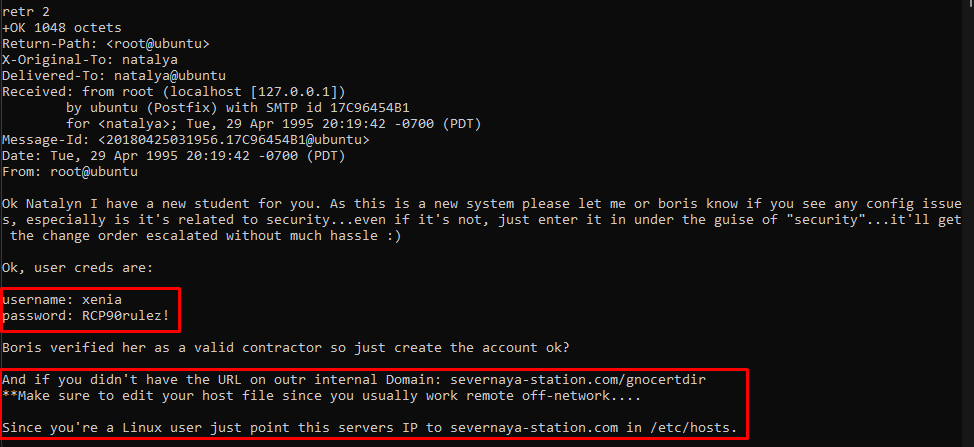 retr 2
+OK 1048 octets
Return-Path: <root@ubuntu>
X-Original-To: natalya
Delivered-To: natalya@ubuntu
Received: from root (localhost [127.0.0.1])
by ubuntu (Postfix) with SMTP id 17C96454B1
for <natalya>; Tue, 29 Apr 1995 20:19:42 -0700 (PDT)
Message-Id: <20180425031956.17C96454B1@ubuntu>
Date: Tue, 29 Apr 1995 20:19:42 -0700 (PDT)
From: root@ubuntu
Ok Natalyn I have a new student for you. As this is a new system please let me or boris know if you see any config issue
s, especially is it's related to security...even if it's not, just enter it in under the guise of "security"...it'll get
the change order escalated without much hassle :)
Ok, user creds are:
username: xenia
password: RCP90rulez!
Boris verified her as a valid contractor so just create the account ok?
And if you didn't have the URL on outr internal Domain: severnaya-station.com/gnocertdir
**Make sure to edit your host file since you usually work remote off-network....
Since you're a Linux user just point this servers IP to severnaya-station.com in /etc/hosts.